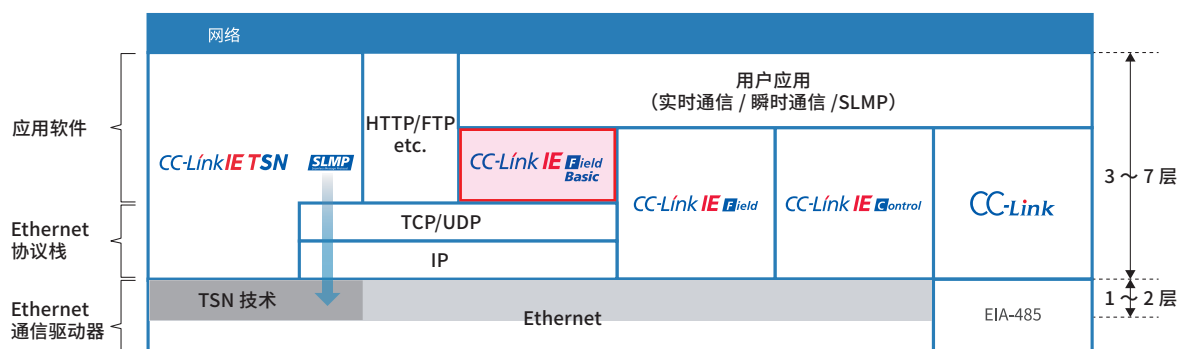 网络
应用软件
Ethernet
协议栈
Ethernet
通信驱动器
CC-Link IE TSN
SLMP
HTTP/FTP
etc.
用户应用
（实时通信 / 瞬时通信 /SLMP）
CC-Link IE Field
Basic
CC-Link IE Field
CC-Link IE Control
CC-Link
TCP/UDP
IP
TSN 技术
Ethernet
EIA-485
3～7 层
1～2 层